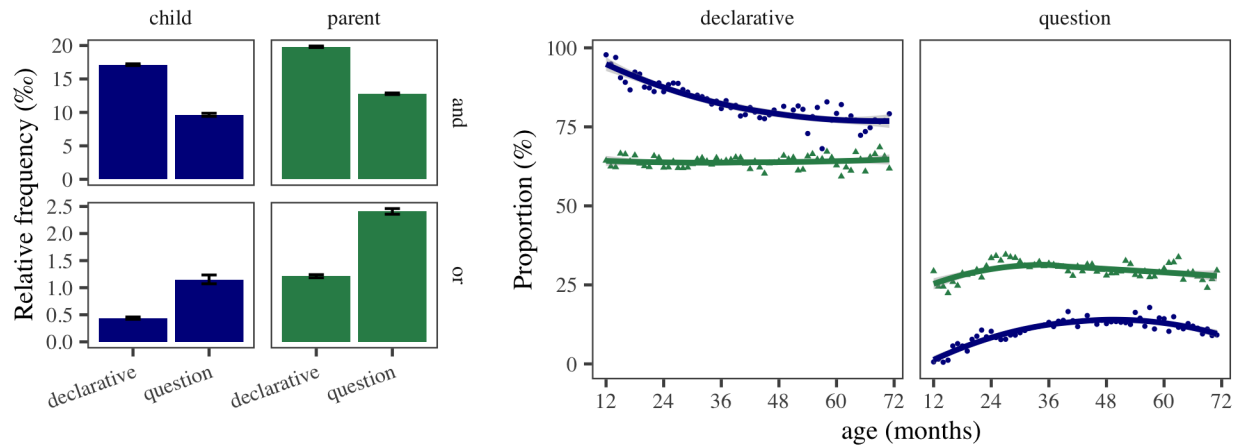 child parent
Relative frequency (‰)
20
15
10
5
0
and
2.5
2.0
1.5
1.0
0.5
0.0
or
declarative question declarative question
declarative question
Proportion (%)
100
75
50
25
0
12 24 36 48 60 72 12 24 36 48 60 72
age (months)